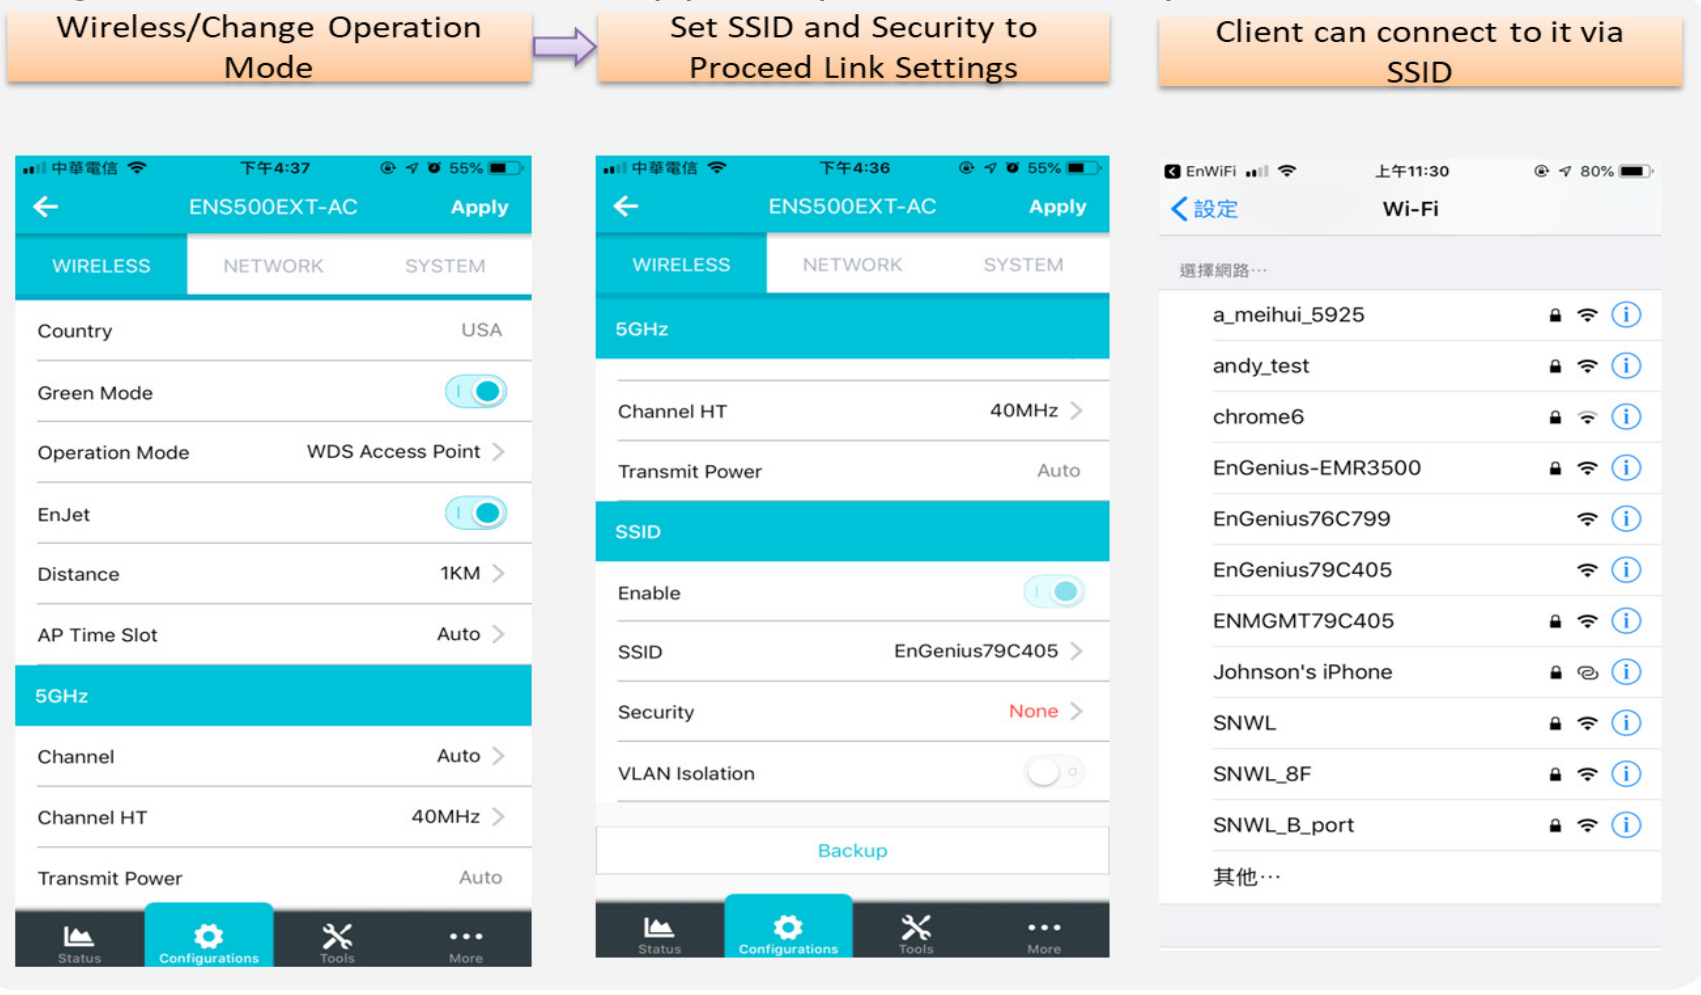 Wireless/Change Operation
Mode
Set SSID and Security to
Proceed Link Settings
Client can connect to it via
SSID
中華電信 下午4:37 55%
ENS500EXT-AC Apply
WIRELESS NETWORK SYSTEM
Country USA
Green Mode
Operation Mode WDS Access Point
EnJet
Distance 1KM
AP Time Slot Auto
5GHz
Channel Auto
Channel HT 40MHz
Transmit Power Auto
Status Configurations Tools More
中華電信 下午4:36 55%
ENS500EXT-AC Apply
WIRELESS NETWORK SYSTEM
5GHz
Channel HT 40MHz
Transmit Power Auto
SSID
Enable
SSID EnGenius79C405
Security None
VLAN Isolation
Backup
Status Configurations Tools More
EnWiFi 上午11:30 80%
設定 Wi-Fi
選擇網路…
a_meihui_5925
andy_test
chrome6
EnGenius-EMR3500
EnGenius76C799
EnGenius79C405
ENMGMT79C405
Johnson's iPhone
SNWL
SNWL_8F
SNWL_B_port
其他…